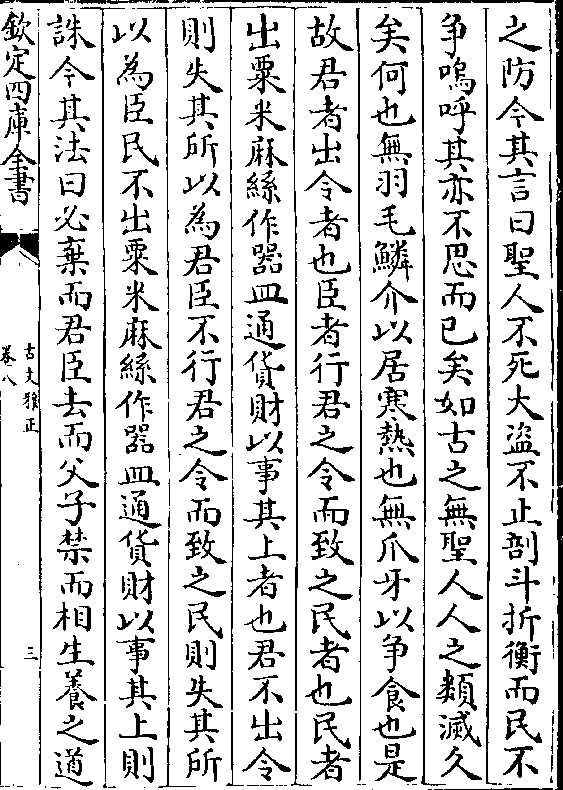 之防今其言曰聖人不死大盗不止剖斗折衡而民不
争嗚呼其亦不思而已矣如古之無聖人人之類滅久
矣何也無羽毛鱗介以居寒熱也無爪牙以争食也是
故君者出令者也臣者行君之令而致之民者也民者
出粟米麻絲作器皿通貨財以事其上者也君不出令
則失其所以為君臣不行君之令而致之民則失其所
以為臣民不出粟米麻絲作器皿通貨財以事其上則
誅今其法曰必棄而君臣去而父子禁而相生養之道
欽定四庫全書
古文雅正
卷八
三